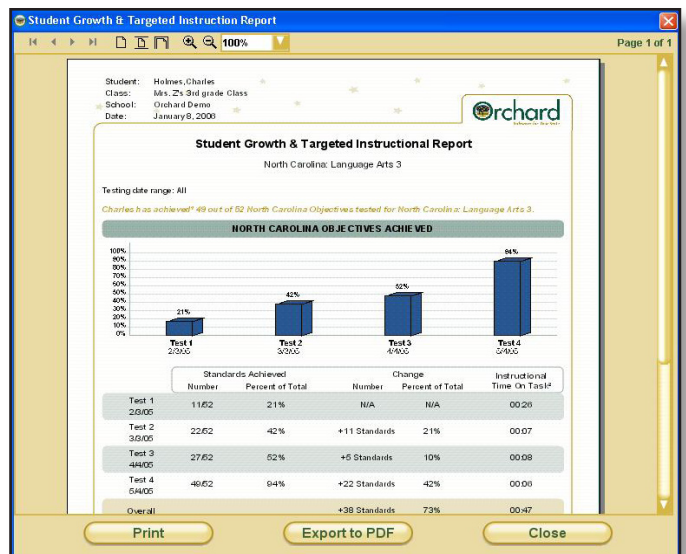 Student Growth & Targeted Instruction Report
100%
Page 1 of 1
Student: Holmes,Charles
Class: Mrs. Z's 3rd grade Class
School: Orchard Demo
Date: January 8, 2006
Orchard
Student Growth & Targeted Instructional Report
North Carolina: Language Arts 3
Testing date range: All
Charles has achieved* 49 out of 52 North Carolina Objectives tested for North Carolina: Language Arts 3.
NORTH CAROLINA OBJECTIVES ACHIEVED
100%
90%
80%
70%
60%
50%
40%
30%
20%
10%
0%
21%
42%
52%
94%
Test 1 Test 2 Test 3 Test 4
2/3/05 3/3/05 4/4/05 5/4/05
Standards Achieved Change Instructional
Number Percent of Total Number Percent of Total Time On Task²
Test 1 11/52 21% N/A N/A 00:26
2/3/05
Test 2 22/52 42% +11 Standards 21% 00:07
3/3/05
Test 3 27/52 52% +5 Standards 10% 00:08
4/4/05
Test 4 49/52 94% +22 Standards 42% 00:06
5/4/05
Overall +38 Standards 73% 00:47
Print Export to PDF Close